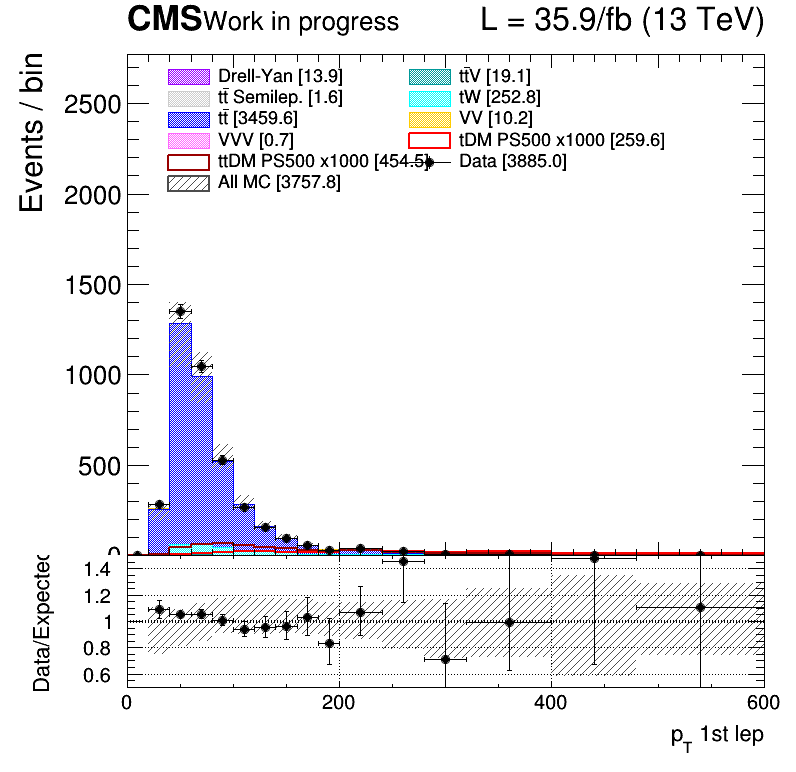 CMS Work in progress L = 35.9/fb (13 TeV)
Events / bin
2500
2000
1500
1000
500
0
Drell-Yan [13.9]
tt̄V [19.1]
tt̄ Semilep. [1.6]
tW [252.8]
tt̄ [3459.6]
VV [10.2]
VVV [0.7]
tDM PS500 x1000 [259.6]
ttDM PS500 x1000 [454.5]
Data [3885.0]
All MC [3757.8]
Data/Expected
1.4
1.2
1
0.8
0.6
0 200 400 600
p_T 1st lep